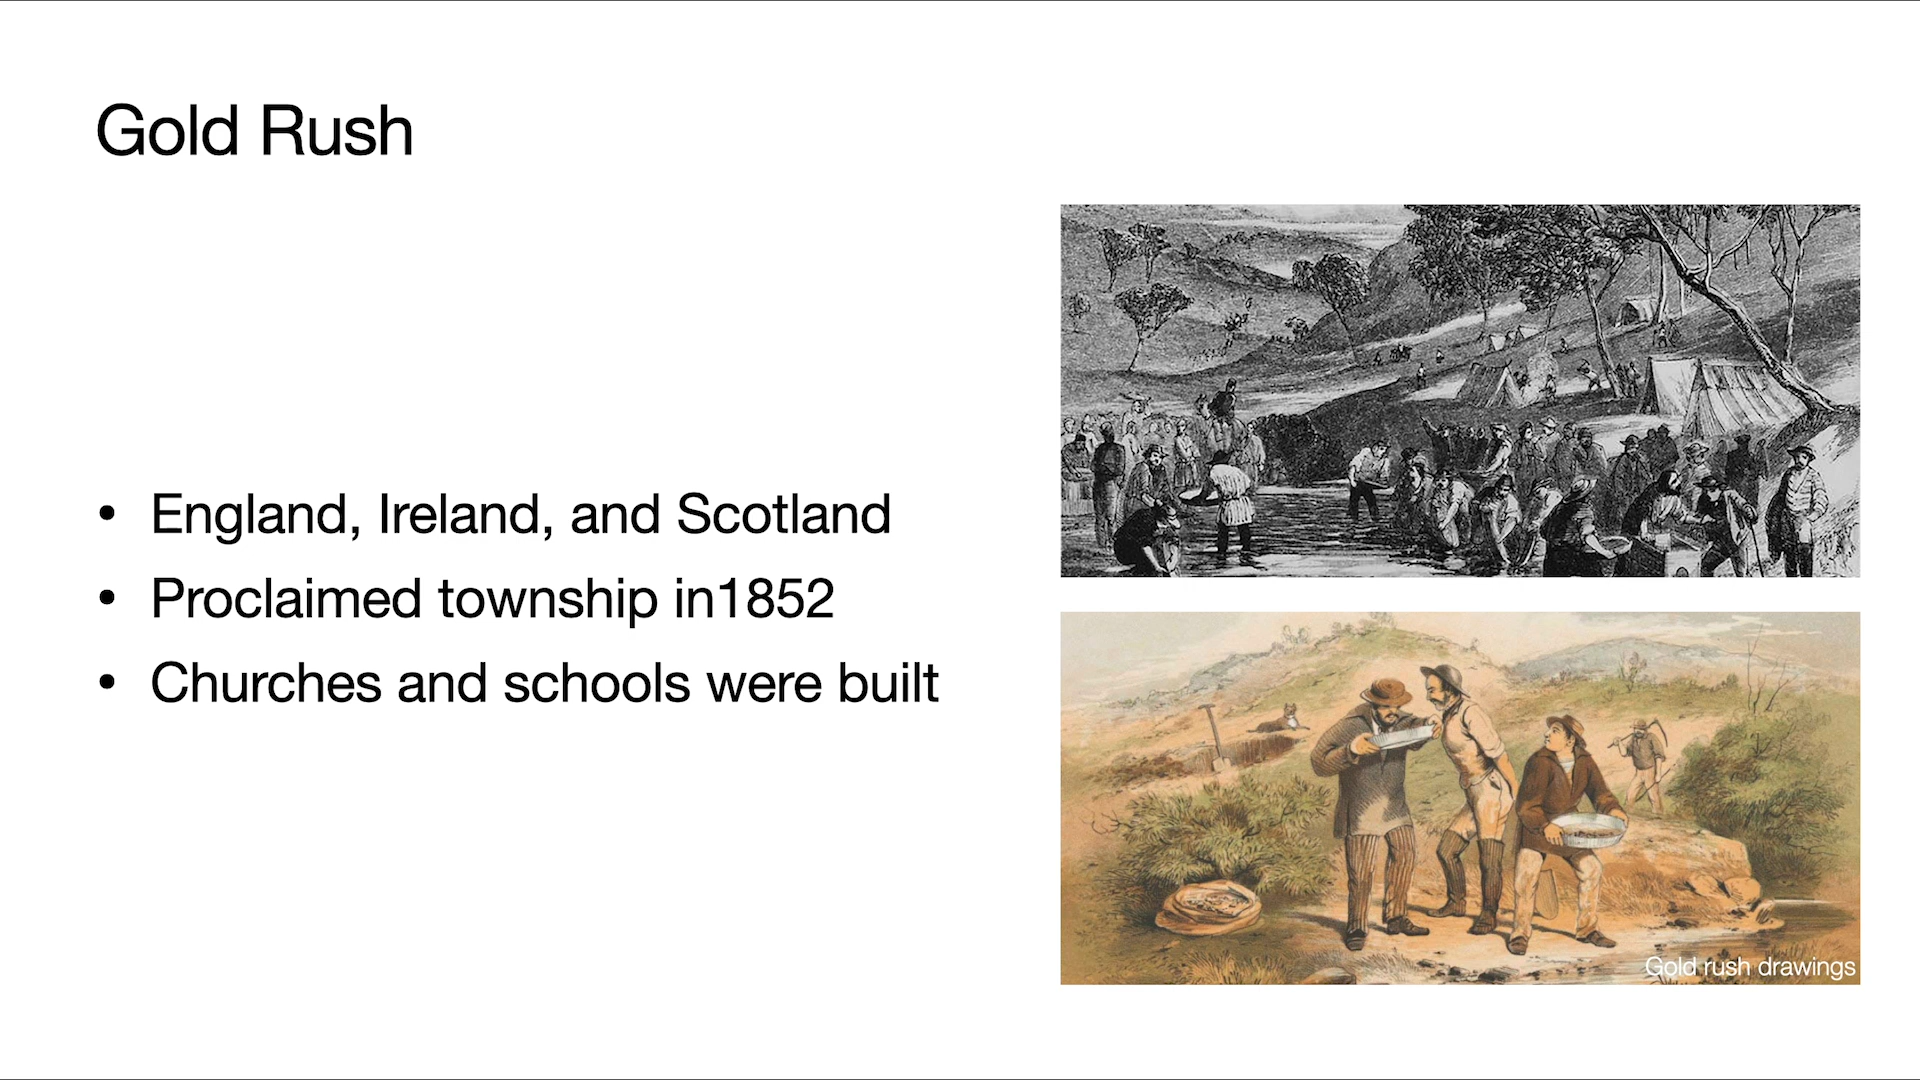 Gold Rush
• England, Ireland, and Scotland
• Proclaimed township in1852
• Churches and schools were built
Gold rush drawings